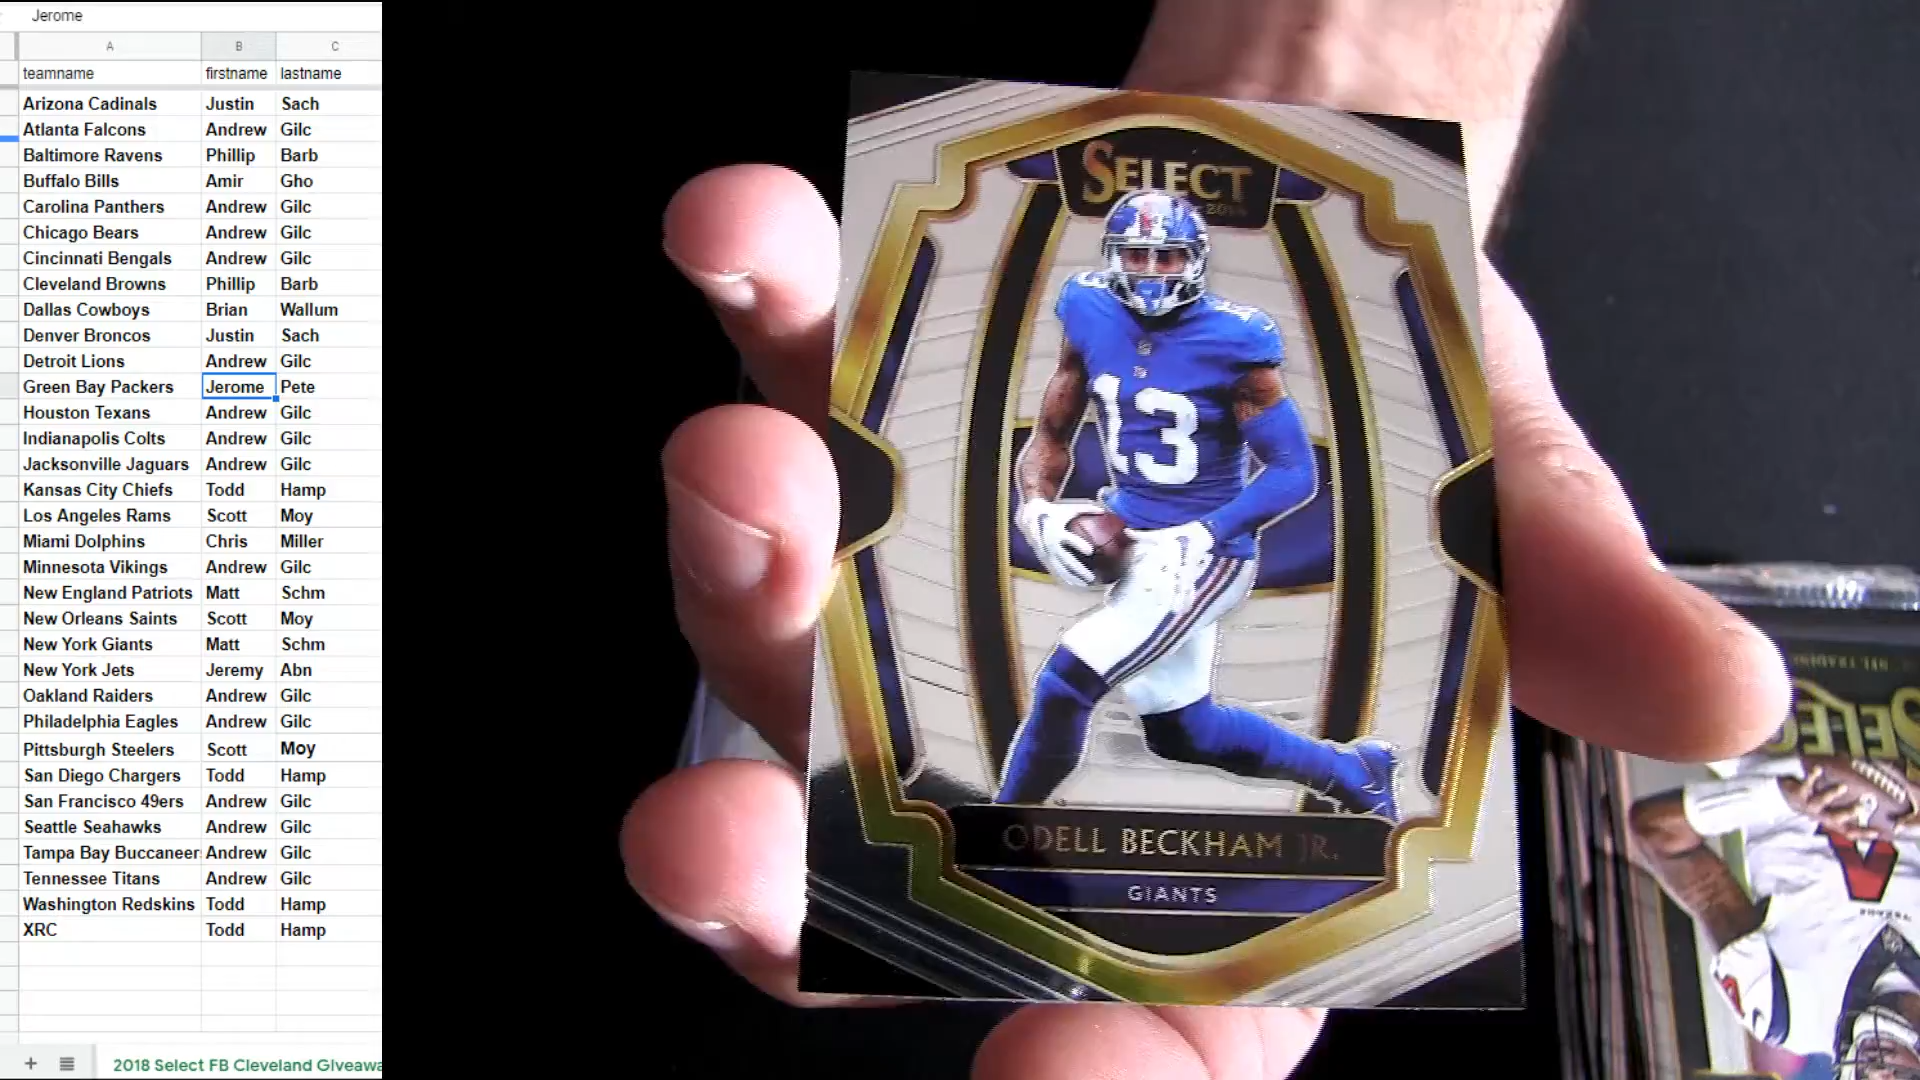 Jerome
A B C
teamname firstname lastname
Arizona Cadinals Justin Sach
Atlanta Falcons Andrew Gilc
Baltimore Ravens Phillip Barb
Buffalo Bills Amir Gho
Carolina Panthers Andrew Gilc
Chicago Bears Andrew Gilc
Cincinnati Bengals Andrew Gilc
Cleveland Browns Phillip Barb
Dallas Cowboys Brian Wallum
Denver Broncos Justin Sach
Detroit Lions Andrew Gilc
Green Bay Packers Jerome Pete
Houston Texans Andrew Gilc
Indianapolis Colts Andrew Gilc
Jacksonville Jaguars Andrew Gilc
Kansas City Chiefs Todd Hamp
Los Angeles Rams Scott Moy
Miami Dolphins Chris Miller
Minnesota Vikings Andrew Gilc
New England Patriots Matt Schm
New Orleans Saints Scott Moy
New York Giants Matt Schm
New York Jets Jeremy Abn
Oakland Raiders Andrew Gilc
Philadelphia Eagles Andrew Gilc
Pittsburgh Steelers Scott Moy
San Diego Chargers Todd Hamp
San Francisco 49ers Andrew Gilc
Seattle Seahawks Andrew Gilc
Tampa Bay Buccaneer Andrew Gilc
Tennessee Titans Andrew Gilc
Washington Redskins Todd Hamp
XRC Todd Hamp
2018 Select FB Cleveland GIveawa
SELECT
13
ODELL BECKHAM JR.
GIANTS